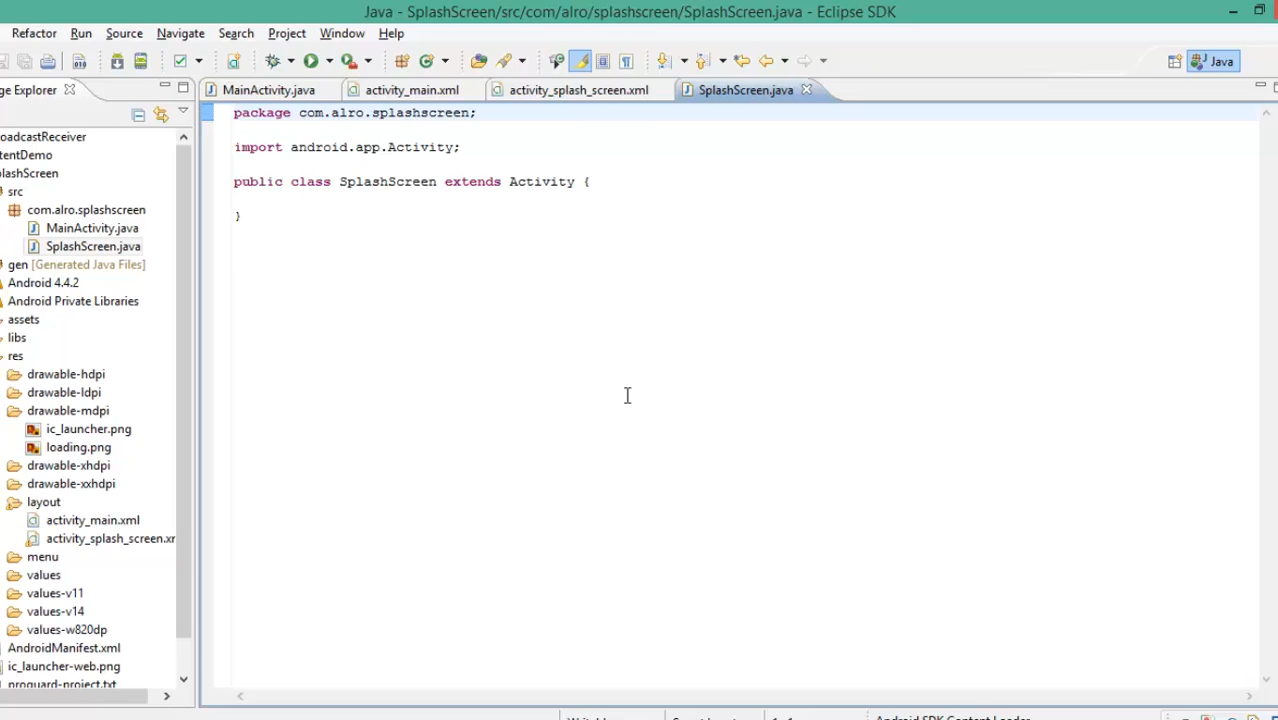 Java - SplashScreen/src/com/alro/splashscreen/SplashScreen.java - Eclipse SDK
Refactor Run Source Navigate Search Project Window Help
Java
ge Explorer
MainActivity.java activity_main.xml activity_splash_screen.xml SplashScreen.java
oadcastReceiver
tentDemo
lashScreen
src
com.alro.splashscreen
MainActivity.java
SplashScreen.java
gen [Generated Java Files]
Android 4.4.2
Android Private Libraries
assets
libs
res
drawable-hdpi
drawable-ldpi
drawable-mdpi
ic_launcher.png
loading.png
drawable-xhdpi
drawable-xxhdpi
layout
activity_main.xml
activity_splash_screen.xr
menu
values
values-v11
values-v14
values-w820dp
AndroidManifest.xml
ic_launcher-web.png
proguard-project.txt
package com.alro.splashscreen;
import android.app.Activity;
public class SplashScreen extends Activity {
}
Android SDK Content Loader